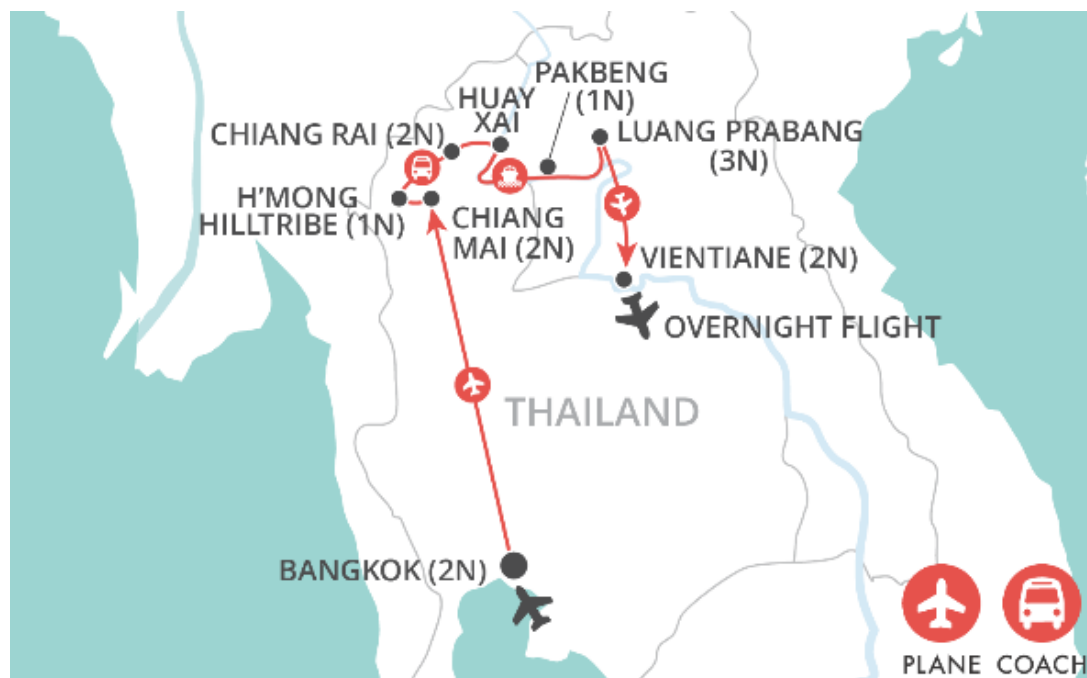 PAKBENG
(1N)
HUAY
XAI
CHIANG RAI (2N)
LUANG PRABANG
(3N)
H'MONG
HILLTRIBE (1N)
CHIANG
MAI (2N)
VIENTIANE (2N)
OVERNIGHT FLIGHT
THAILAND
BANGKOK (2N)
PLANE
COACH